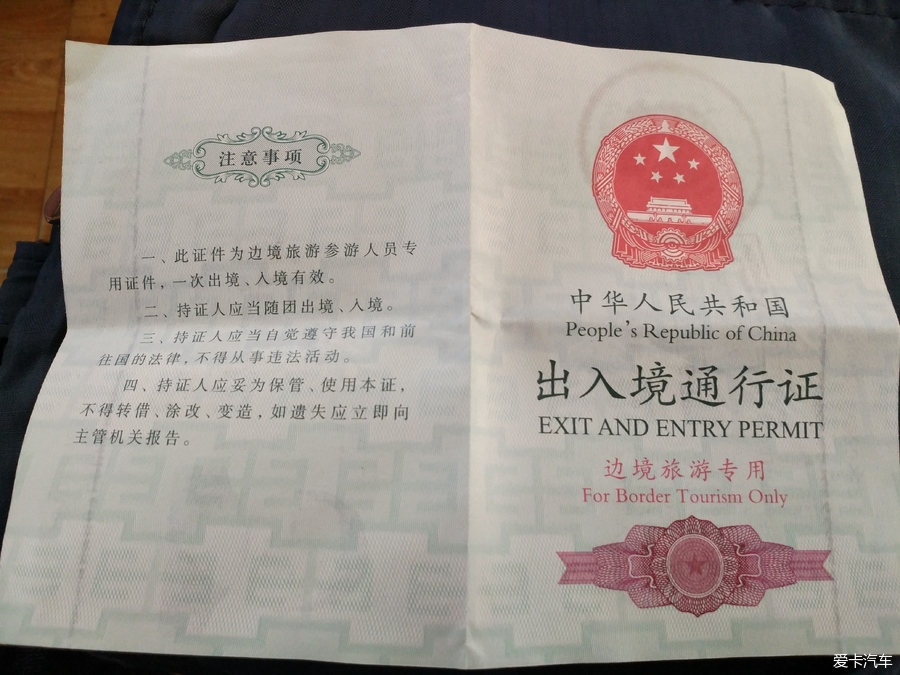 注意事项
一、此证件为边境旅游参游人员专
用证件，一次出境、入境有效。
二、持证人应当随团出境、入境。
三、持证人应当自觉遵守我国和前
往国的法律，不得从事违法活动。
四、持证人应妥为保管、使用本证，
不得转借、涂改、变造，如遗失应立即向
主管机关报告。
中华人民共和国
People's Republic of China
出入境通行证
EXIT AND ENTRY PERMIT
边境旅游专用
For Border Tourism Only
爱卡汽车